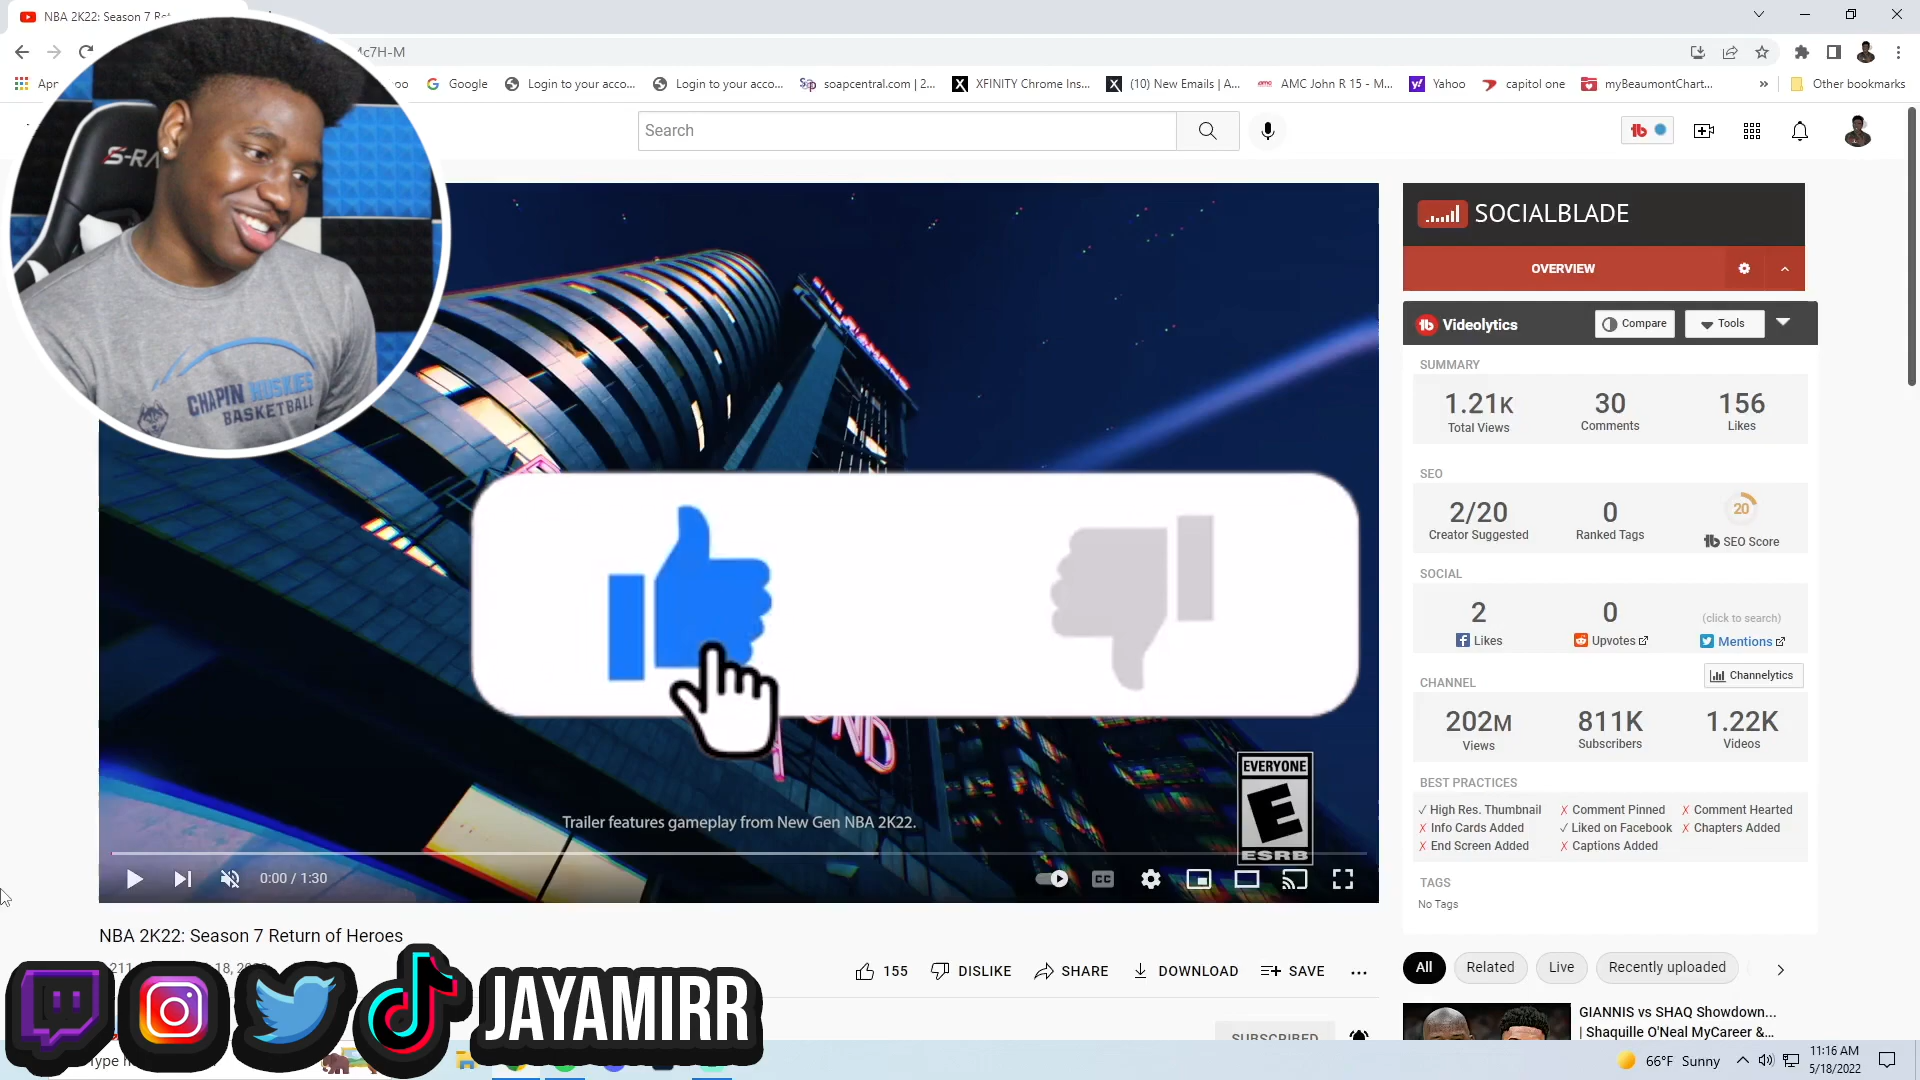 NBA 2K22: Season 7 Ret
4c7H-M
Google
Login to your acco...
Login to your acco...
soapcentral.com | 2...
XFINITY Chrome Ins...
(10) New Emails | A...
AMC John R 15 - M...
Yahoo
capitol one
myBeaumontChart...
»
Other bookmarks
Search
S-RA
CHAPIN HUSKIES
BASKETBALL
SOCIALBLADE
OVERVIEW
Videolytics
Compare
Tools
SUMMARY
1.21K 30 156
Total Views Comments Likes
SEO
2/20 0 20
Creator Suggested Ranked Tags SEO Score
SOCIAL
2 0 (click to search)
Likes Upvotes Mentions
CHANNEL Channelytics
202M 811K 1.22K
Views Subscribers Videos
BEST PRACTICES
✓ High Res. Thumbnail ✗ Comment Pinned ✗ Comment Hearted
✗ Info Cards Added ✓ Liked on Facebook ✗ Chapters Added
✗ End Screen Added ✗ Captions Added
TAGS
No Tags
EVERYONE
E
ESRB
Trailer features gameplay from New Gen NBA 2K22.
0:00 / 1:30
CC
NBA 2K22: Season 7 Return of Heroes
155 DISLIKE SHARE DOWNLOAD SAVE ...
All Related Live Recently uploaded
GIANNIS vs SHAQ Showdown...
| Shaquille O'Neal MyCareer &...
SUBSCRIBED
JAYAMIRR
66°F Sunny
11:16 AM
5/18/2022